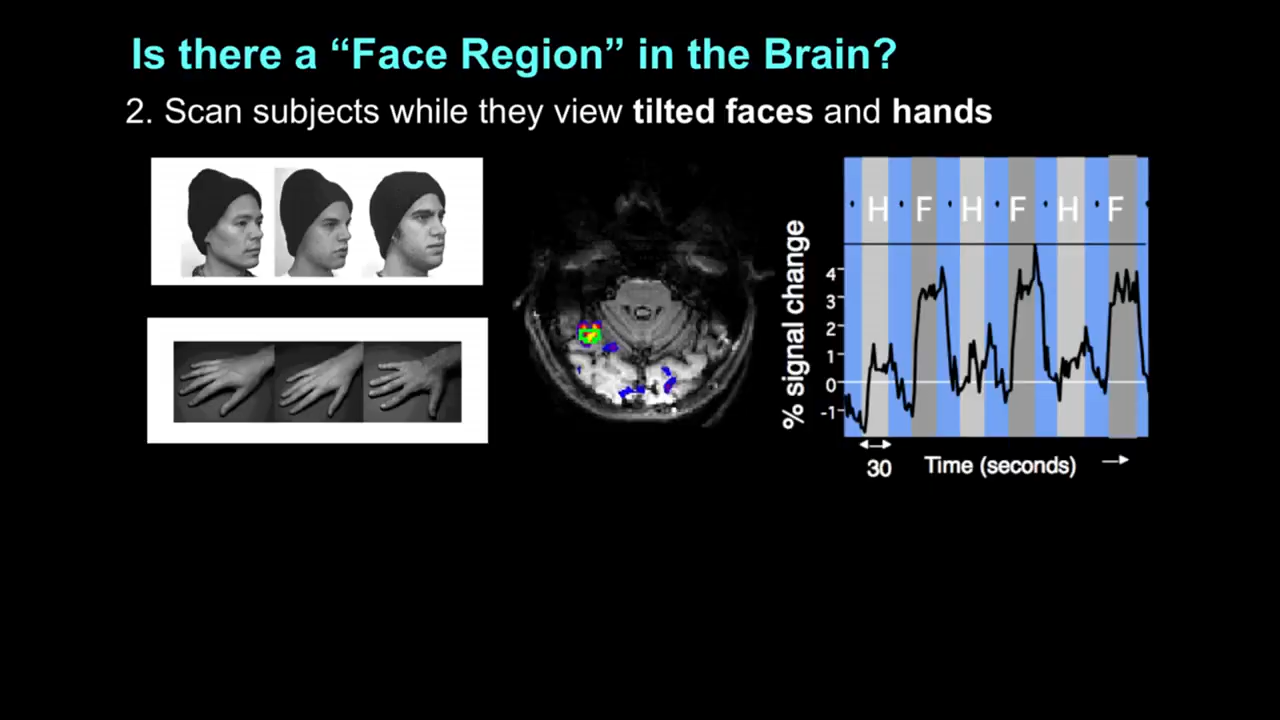 Is there a “Face Region” in the Brain?
2. Scan subjects while they view tilted faces and hands
· H · F · H · F · H · F ·
% signal change
4
3
2
1
0
-1
30
Time (seconds) →